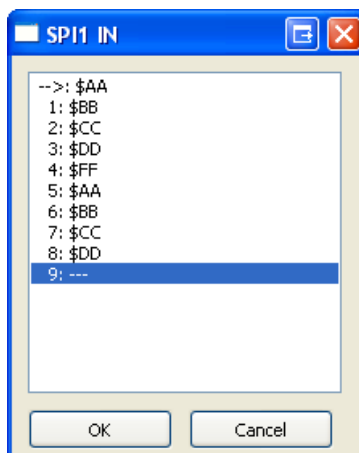 SPI1 IN
-->: $AA
1: $BB
2: $CC
3: $DD
4: $FF
5: $AA
6: $BB
7: $CC
8: $DD
9: ---
OK
Cancel